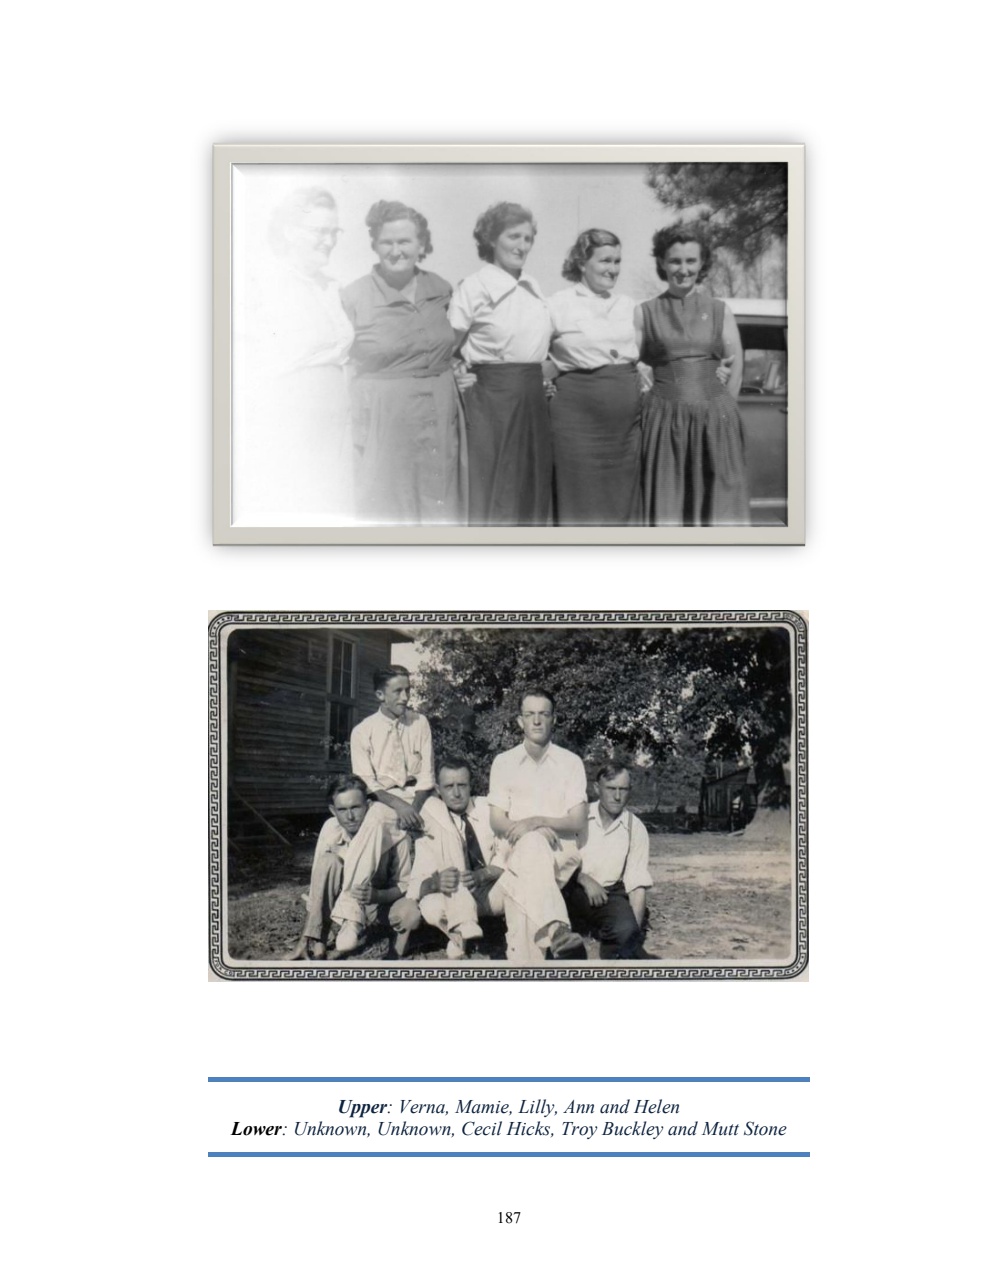 Upper: Verna, Mamie, Lilly, Ann and Helen
Lower: Unknown, Unknown, Cecil Hicks, Troy Buckley and Mutt Stone
187